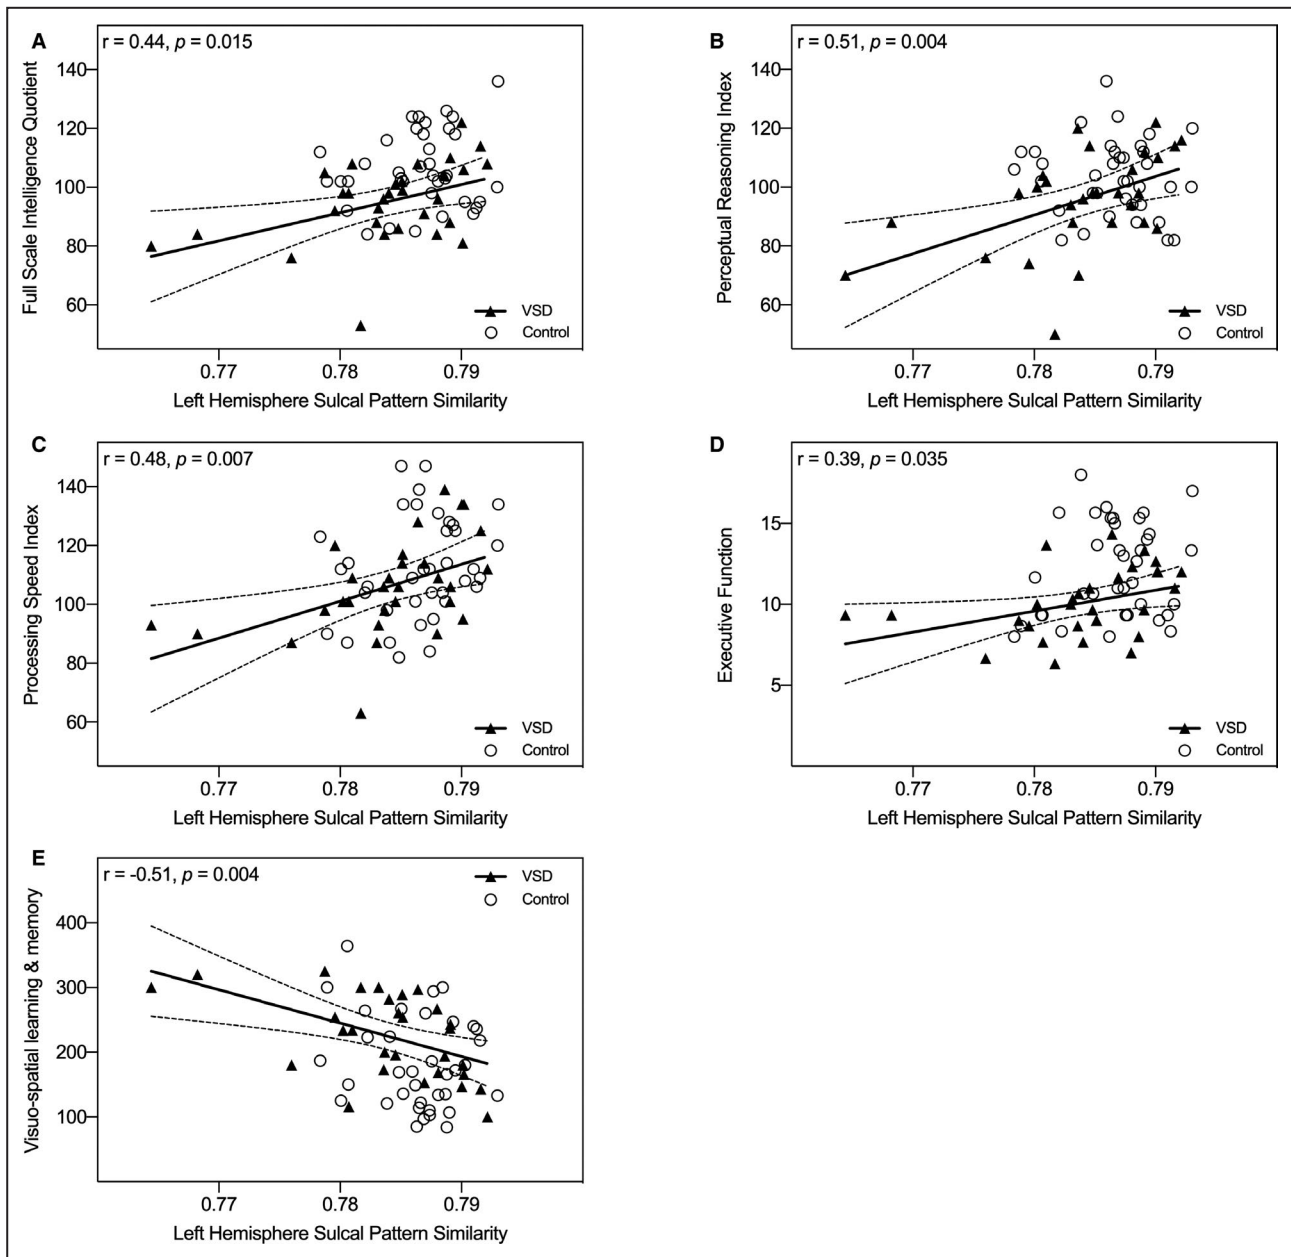 A
r = 0.44, p = 0.015
Full Scale Intelligence Quotient
140
120
100
80
60
VSD
Control
0.77 0.78 0.79
Left Hemisphere Sulcal Pattern Similarity
B
r = 0.51, p = 0.004
Perceptual Reasoning Index
140
120
100
80
60
VSD
Control
0.77 0.78 0.79
Left Hemisphere Sulcal Pattern Similarity
C
r = 0.48, p = 0.007
Processing Speed Index
140
120
100
80
60
VSD
Control
0.77 0.78 0.79
Left Hemisphere Sulcal Pattern Similarity
D
r = 0.39, p = 0.035
Executive Function
15
10
5
VSD
Control
0.77 0.78 0.79
Left Hemisphere Sulcal Pattern Similarity
E
r = -0.51, p = 0.004
VSD
Control
Visuo-spatial learning & memory
400
300
200
100
0.77 0.78 0.79
Left Hemisphere Sulcal Pattern Similarity